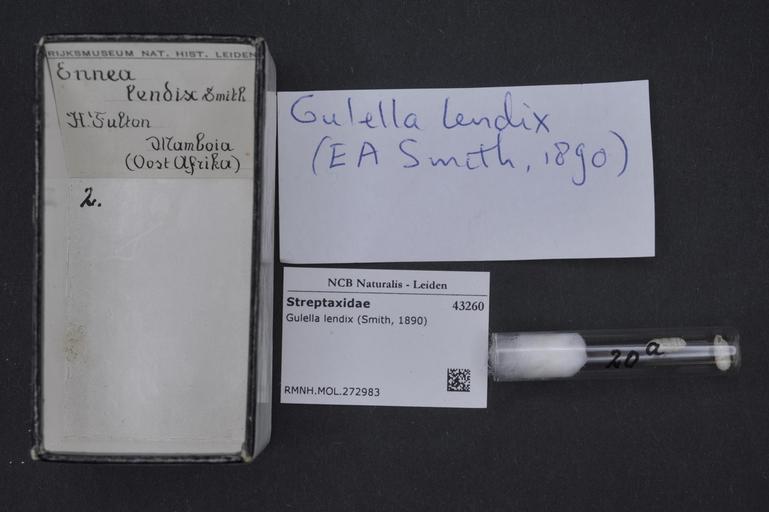 RIJKSMUSEUM NAT. HIST. LEIDEN
Ennea
lendix Smith
H. Fulton
Mamboia
(Oost Afrika)
2.
Gulella lendix
(EA Smith, 1890)
NCB Naturalis - Leiden
Streptaxidae 43260
Gulella lendix (Smith, 1890)
RMNH.MOL.272983
20 a